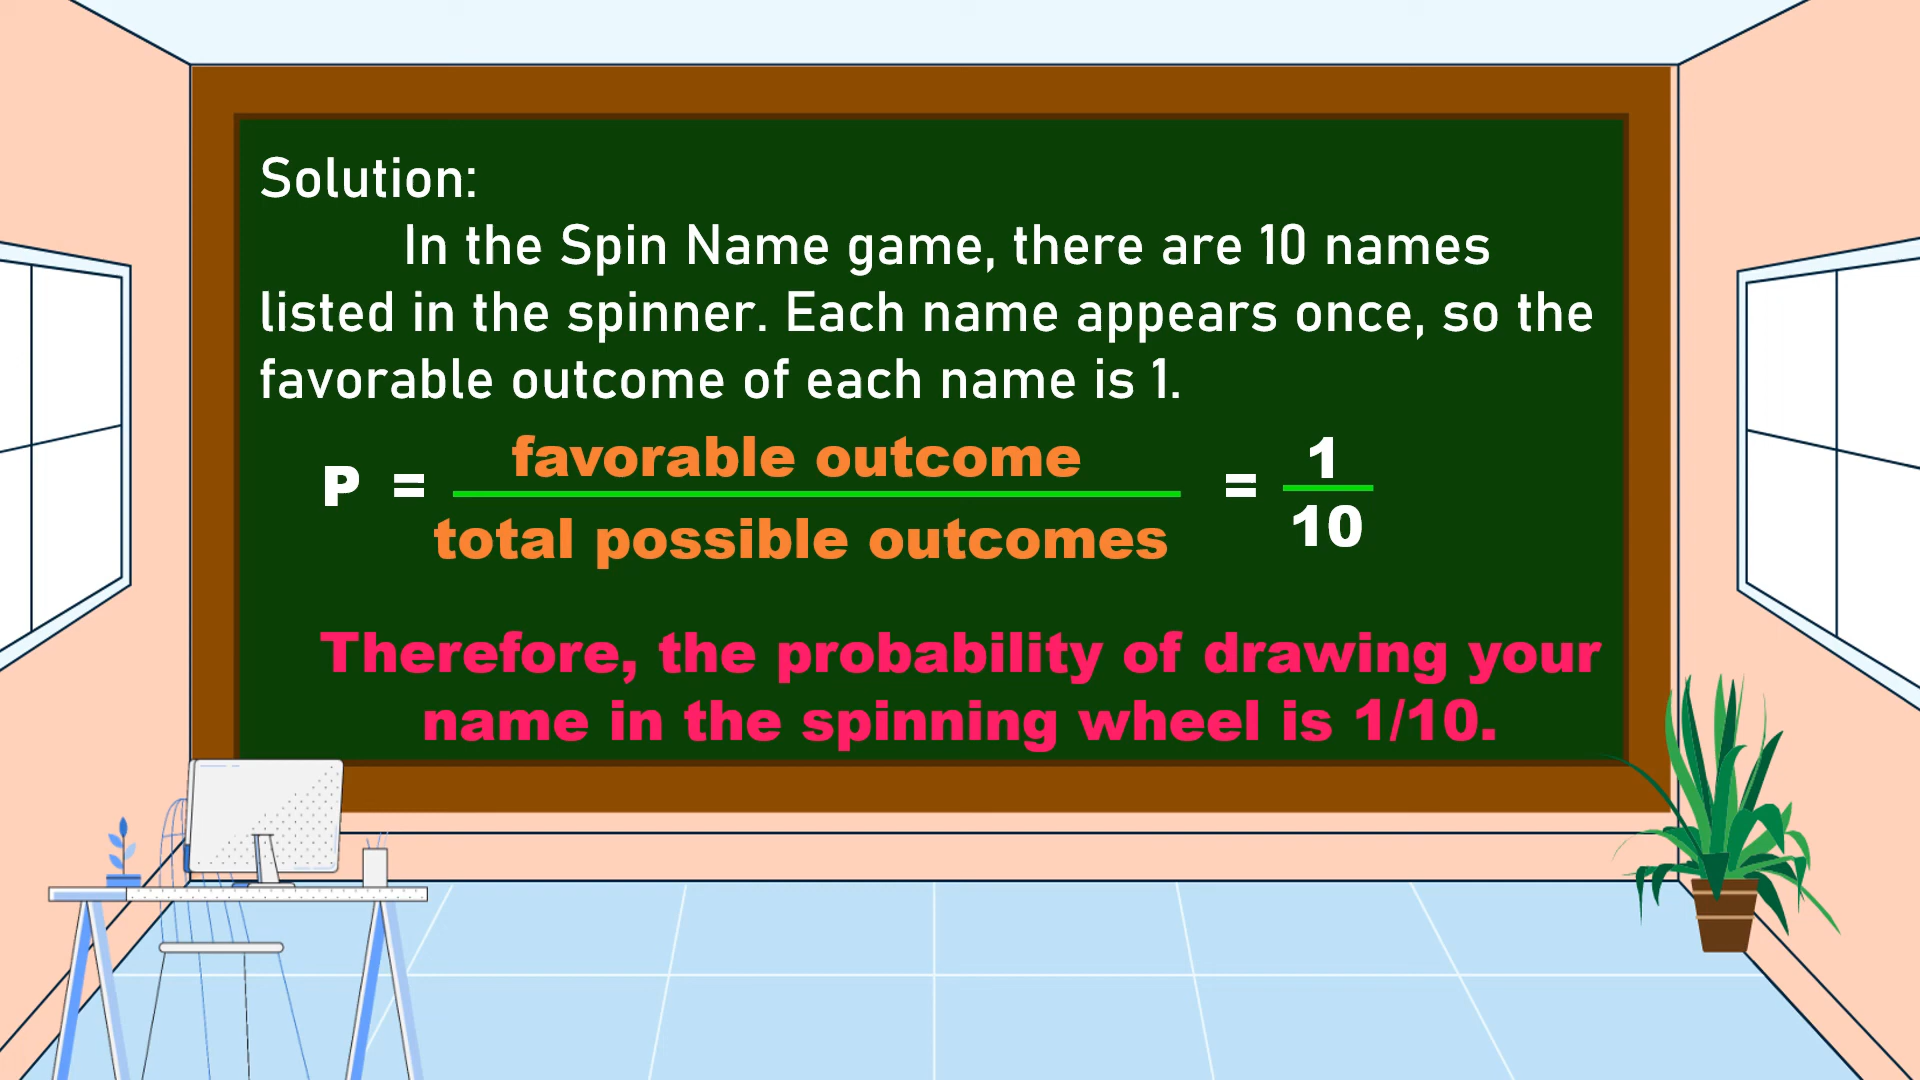 Solution:
In the Spin Name game, there are 10 names
listed in the spinner. Each name appears once, so the
favorable outcome of each name is 1.
P = favorable outcome / total possible outcomes = 1 / 10
Therefore, the probability of drawing your
name in the spinning wheel is 1/10.